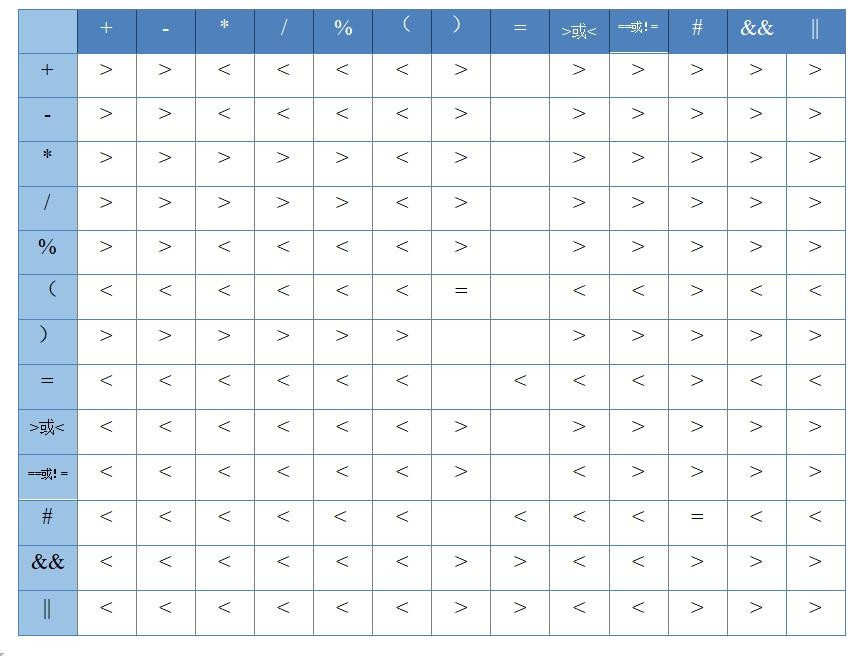 + - * / % （ ） = >或< ==或!= # && ||
+ > > < < < < > > > > > >
- > > < < < < > > > > > >
* > > > > > < > > > > > >
/ > > > > > < > > > > > >
% > > < < < < > > > > > >
（ < < < < < < = < < > < <
） > > > > > > > > > > >
= < < < < < < < < < > < <
>或< < < < < < < > > > > > >
==或!= < < < < < < > < > > > >
# < < < < < < < < < = < <
&& < < < < < < > > < < > > >
|| < < < < < < > > < < > > >